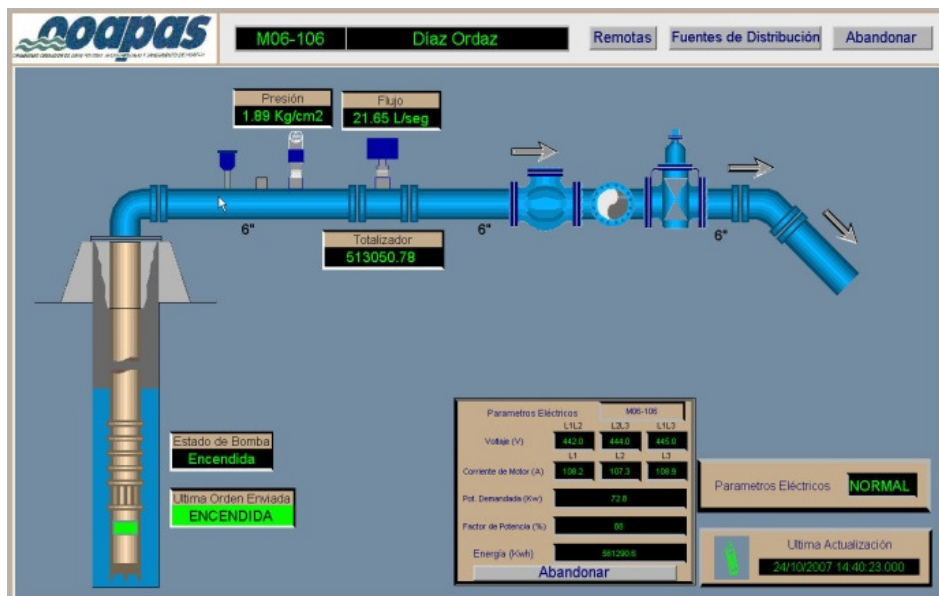 ooapas
M06-106 Díaz Ordaz
Remotas
Fuentes de Distribución
Abandonar
Presión
1.89 Kg/cm2
Flujo
21.65 L/seg
6"
6"
6"
Totalizador
513050.78
Estado de Bomba
Encendida
Ultima Orden Enviada
ENCENDIDA
Parametros Eléctricos M06-106
L1L2 L2L3 L1L3
Voltaje (V) 442.0 444.0 445.0
L1 L2 L3
Corriente de Motor (A) 108.2 107.3 108.9
Pot. Demandada (Kw) 72.8
Factor de Potencia (%)
Energía (Kwh) 561290.6
Abandonar
Parametros Eléctricos NORMAL
Ultima Actualización
24/10/2007 14:40:23.000